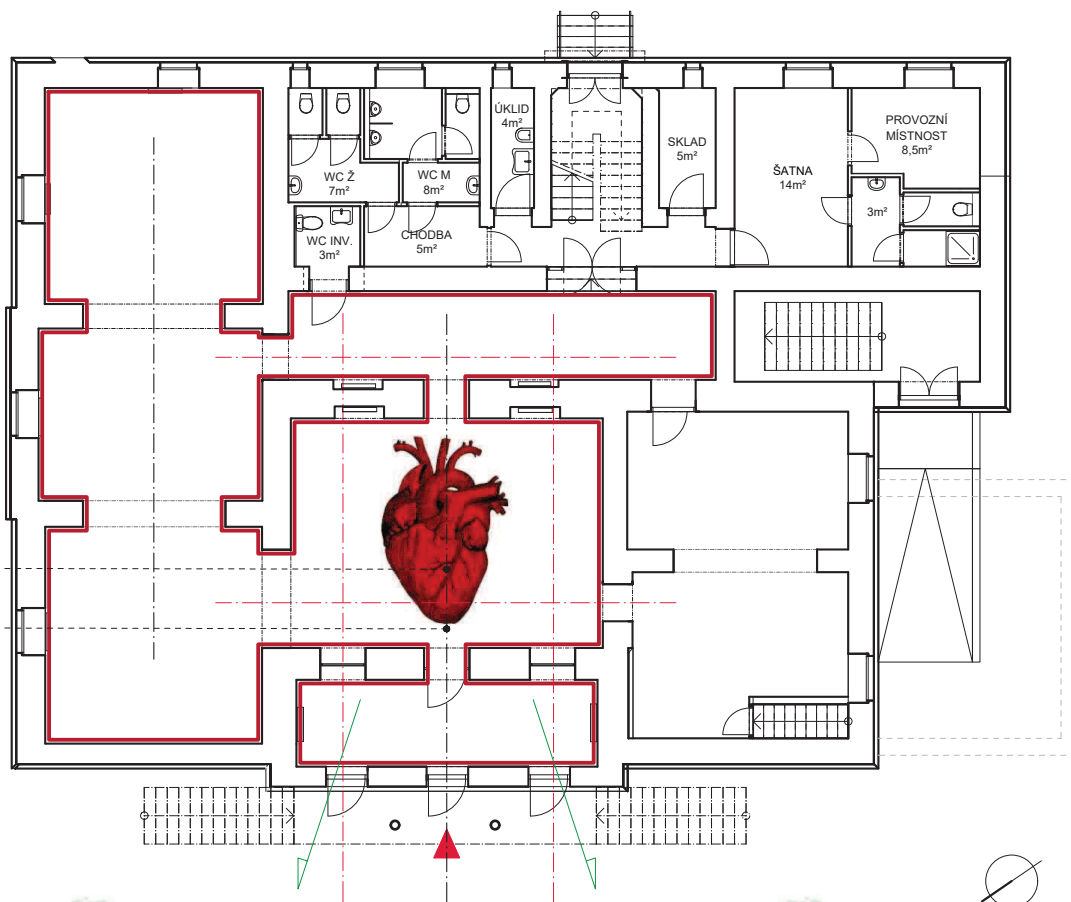 ÚKLID
4m²
SKLAD
5m²
PROVOZNÍ
MÍSTNOST
8,5m²
ŠATNA
14m²
WC Ž
7m²
WC M
8m²
3m²
CHODBA
5m²
WC INV.
3m²